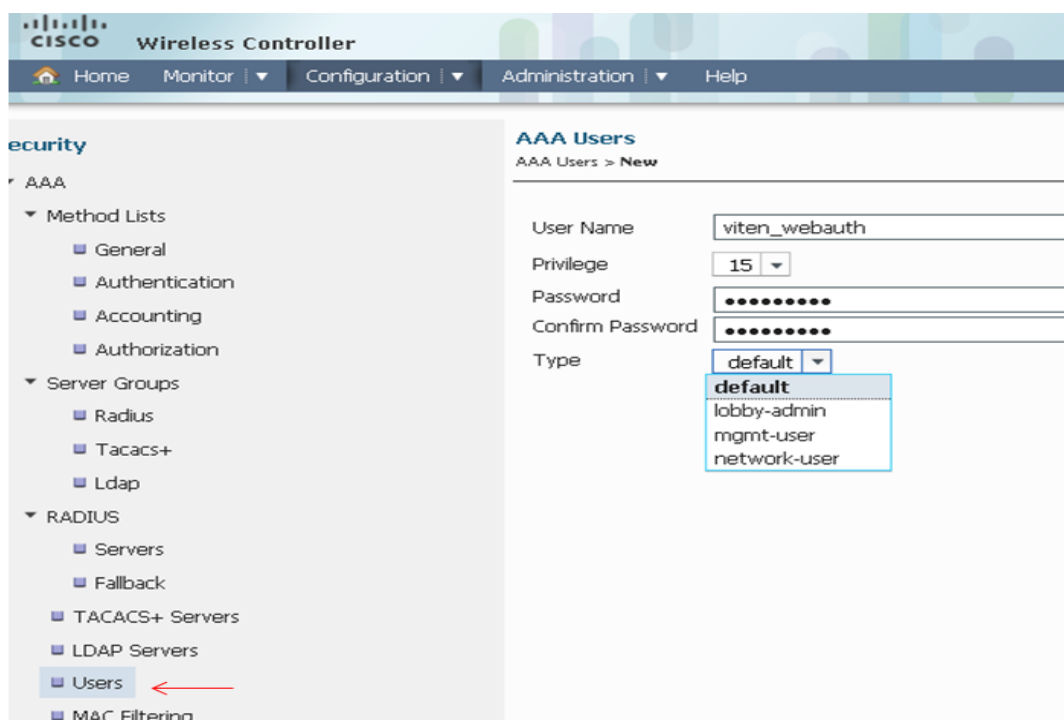 CISCO Wireless Controller
Home Monitor Configuration Administration Help
ecurity
AAA
Method Lists
General
Authentication
Accounting
Authorization
Server Groups
Radius
Tacacs+
Ldap
RADIUS
Servers
Fallback
TACACS+ Servers
LDAP Servers
Users
MAC Filtering
AAA Users
AAA Users > New
User Name viten_webauth
Privilege 15
Password •••••••••
Confirm Password •••••••••
Type default
default
lobby-admin
mgmt-user
network-user